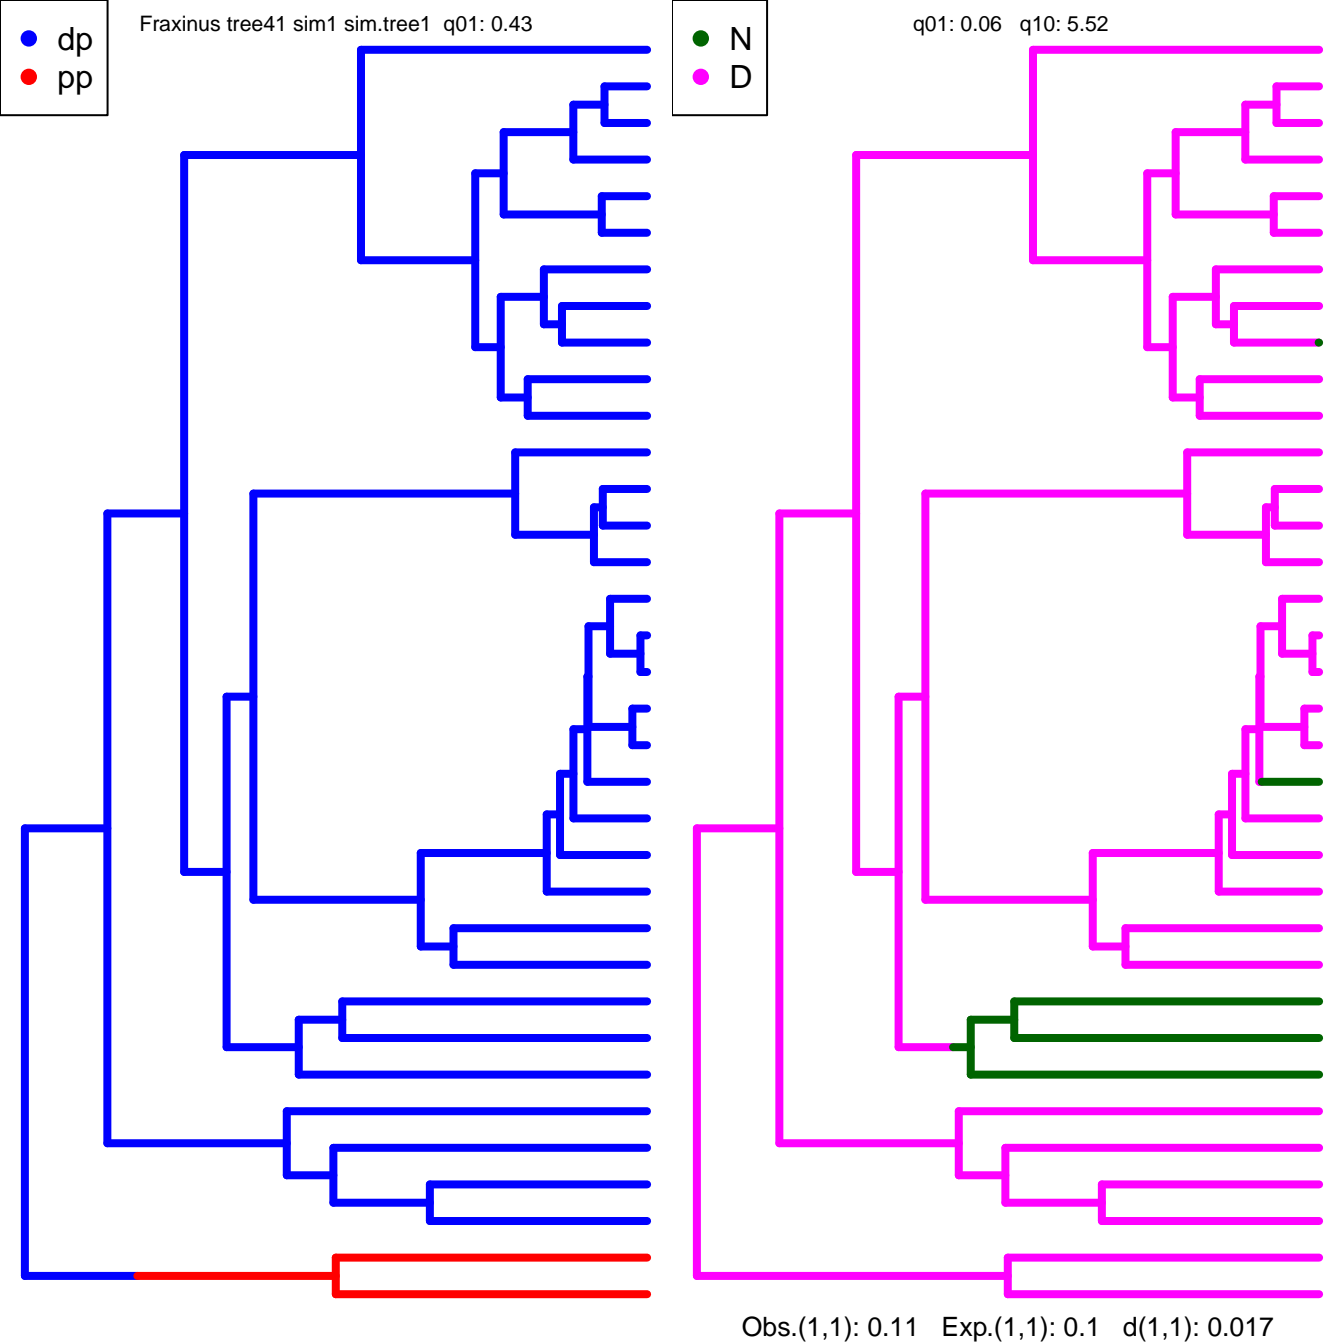 Fraxinus tree41 sim1 sim.tree1  q01: 0.43
dp
pp
q01: 0.06   q10: 5.52
N
D
Obs.(1,1): 0.11   Exp.(1,1): 0.1   d(1,1): 0.017